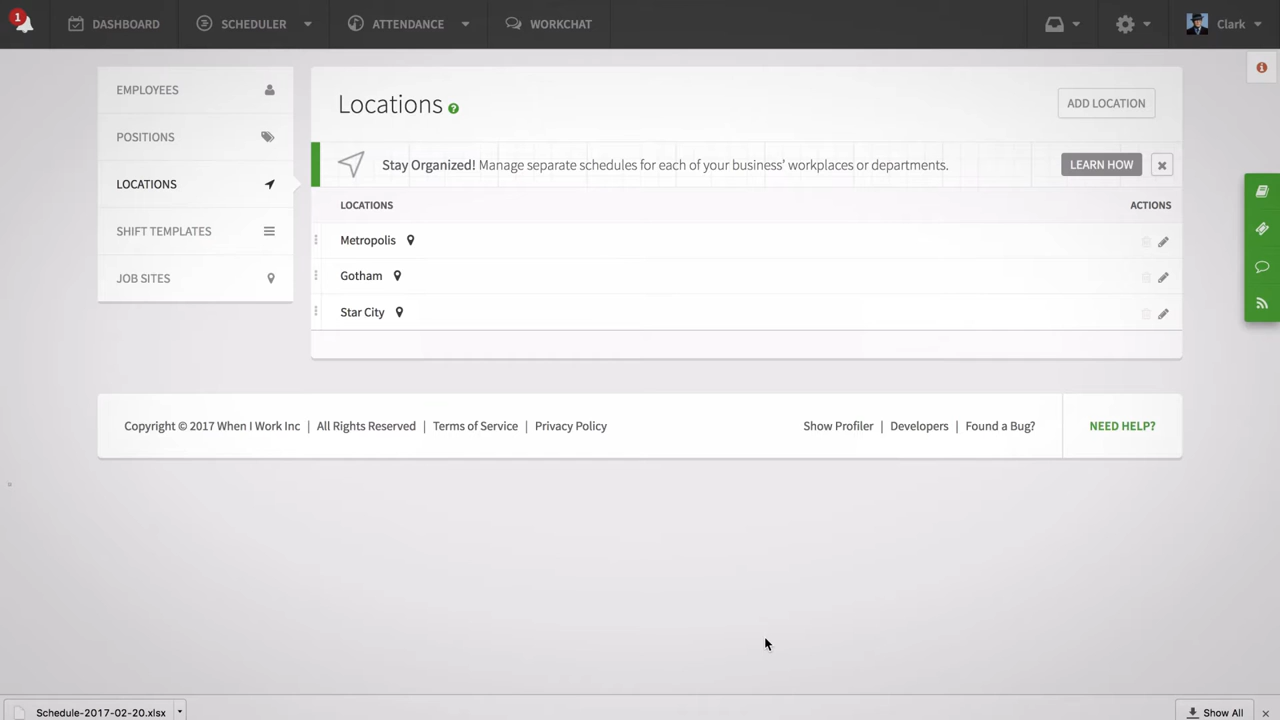 1
DASHBOARD
SCHEDULER
ATTENDANCE
WORKCHAT
Clark
EMPLOYEES
POSITIONS
LOCATIONS
SHIFT TEMPLATES
JOB SITES
Locations ?
ADD LOCATION
Stay Organized! Manage separate schedules for each of your business' workplaces or departments.
LEARN HOW
LOCATIONS
ACTIONS
Metropolis
Gotham
Star City
Copyright © 2017 When I Work Inc | All Rights Reserved | Terms of Service | Privacy Policy
Show Profiler | Developers | Found a Bug?
NEED HELP?
Schedule-2017-02-20.xlsx
Show All